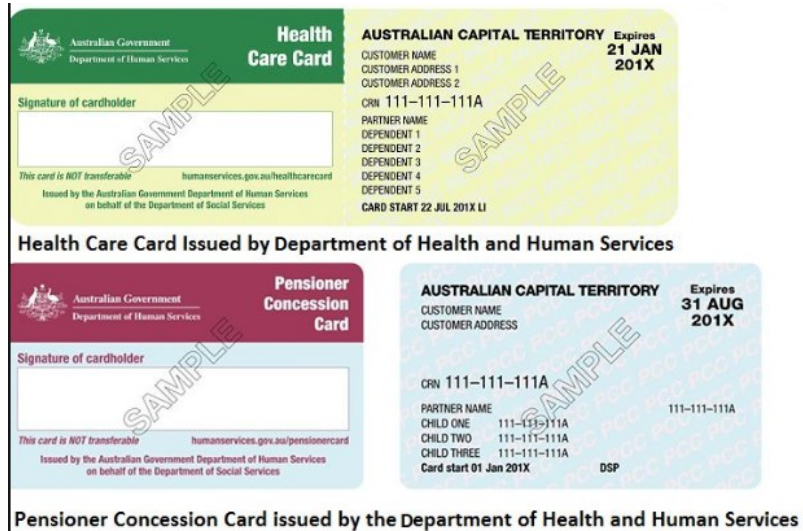 Australian Government
Department of Human Services
Health
Care Card
Signature of cardholder
SAMPLE
This card is NOT transferable
humanservices.gov.au/healthcarecard
Issued by the Australian Government Department of Human Services
on behalf of the Department of Social Services
AUSTRALIAN CAPITAL TERRITORY
Expires
21 JAN
201X
CUSTOMER NAME
CUSTOMER ADDRESS 1
CUSTOMER ADDRESS 2
CRN 111–111–111A
PARTNER NAME
DEPENDENT 1
DEPENDENT 2
DEPENDENT 3
DEPENDENT 4
DEPENDENT 5
CARD START 22 JUL 201X LI
SAMPLE
Health Care Card Issued by Department of Health and Human Services
Australian Government
Department of Human Services
Pensioner
Concession
Card
Signature of cardholder
SAMPLE
This card is NOT transferable
humanservices.gov.au/pensionercard
Issued by the Australian Government Department of Human Services
on behalf of the Department of Social Services
AUSTRALIAN CAPITAL TERRITORY
Expires
31 AUG
201X
CUSTOMER NAME
CUSTOMER ADDRESS
CRN 111–111–111A
PARTNER NAME 111–111–111A
CHILD ONE 111–111–111A
CHILD TWO 111–111–111A
CHILD THREE 111–111–111A
Card start 01 Jan 201X DSP
SAMPLE
PCC PCC PCC
Pensioner Concession Card issued by the Department of Health and Human Services